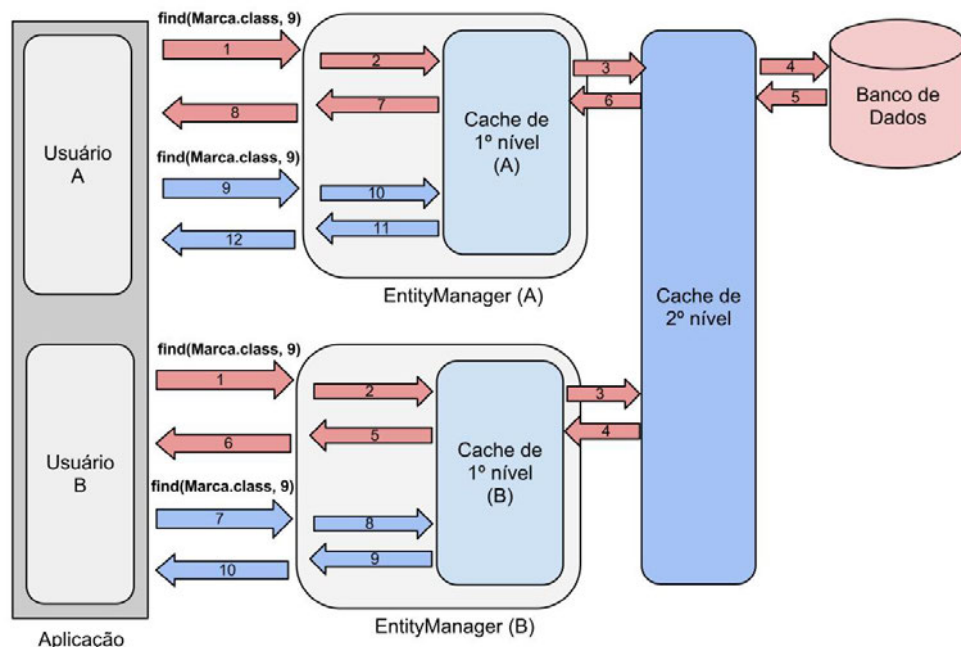 find(Marca.class, 9)
1
2
3
4
5
6
7
8
Usuário
A
find(Marca.class, 9)
9
10
11
12
Cache de
1º nível
(A)
Banco de
Dados
EntityManager (A)
Cache de
2º nível
find(Marca.class, 9)
1
2
3
4
5
6
Usuário
B
find(Marca.class, 9)
7
8
9
10
Cache de
1º nível
(B)
EntityManager (B)
Aplicação